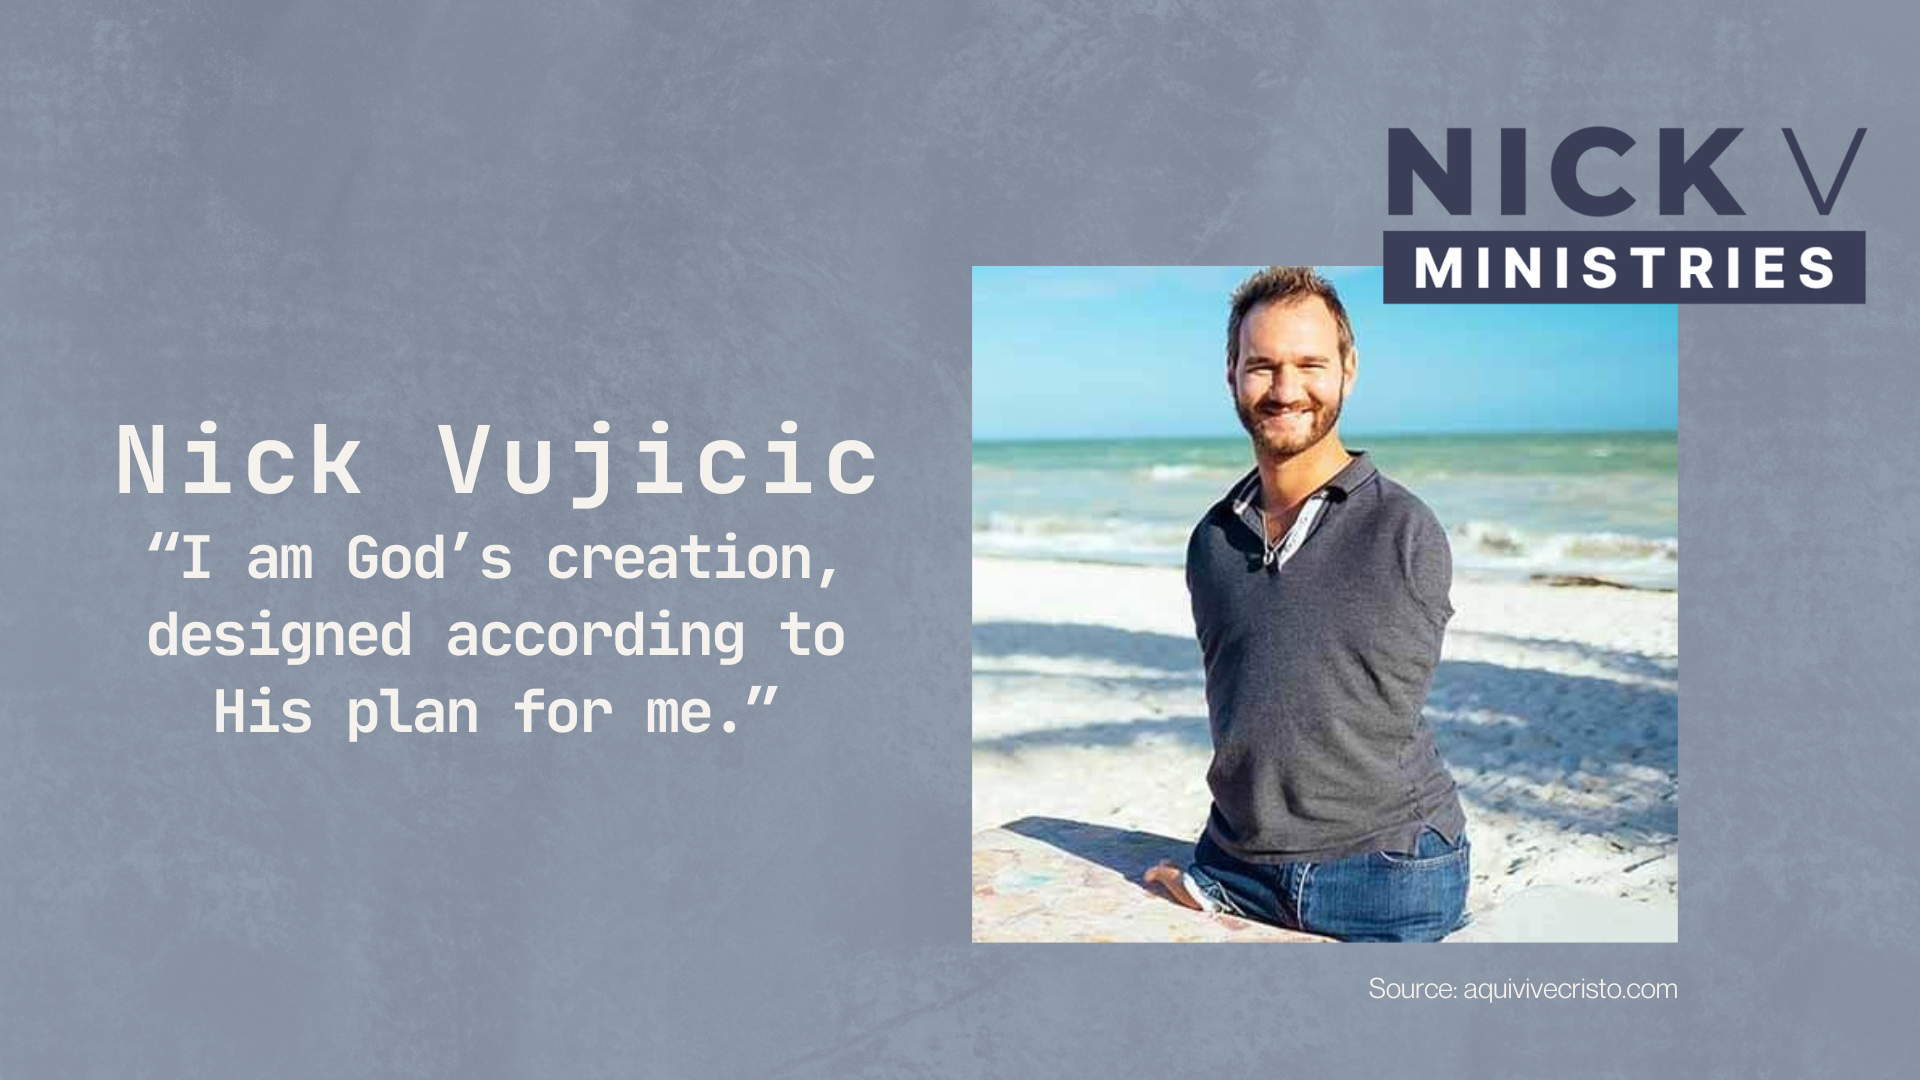 NICK V
MINISTRIES
Nick Vujicic
“I am God’s creation,
designed according to
His plan for me.”
Source: aquivivecristo.com